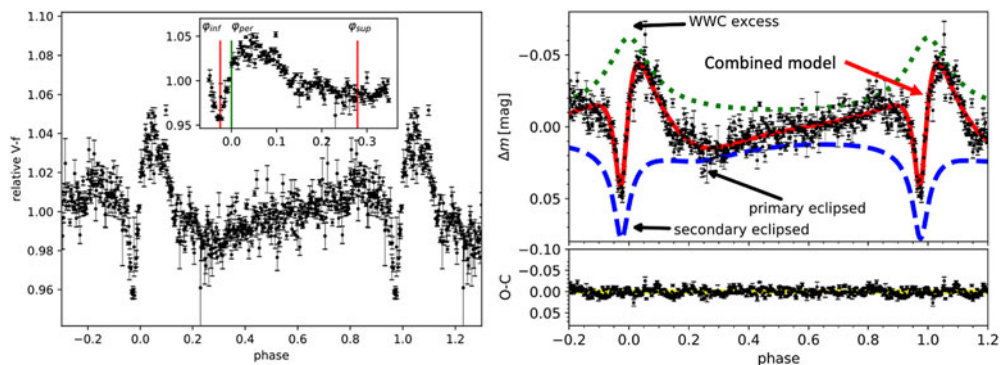 relative V-f
1.10
1.08
1.06
1.04
1.02
1.00
0.98
0.96
φinf
φper
φsup
1.05
1.00
0.95
0.0 0.1 0.2 0.3
−0.2 0.0 0.2 0.4 0.6 0.8 1.0 1.2
phase
Δm [mag]
-0.05
0.00
0.05
WWC excess
Combined model
primary eclipsed
secondary eclipsed
O-C
-0.10
-0.05
0.00
0.05
−0.2 0.0 0.2 0.4 0.6 0.8 1.0 1.2
phase